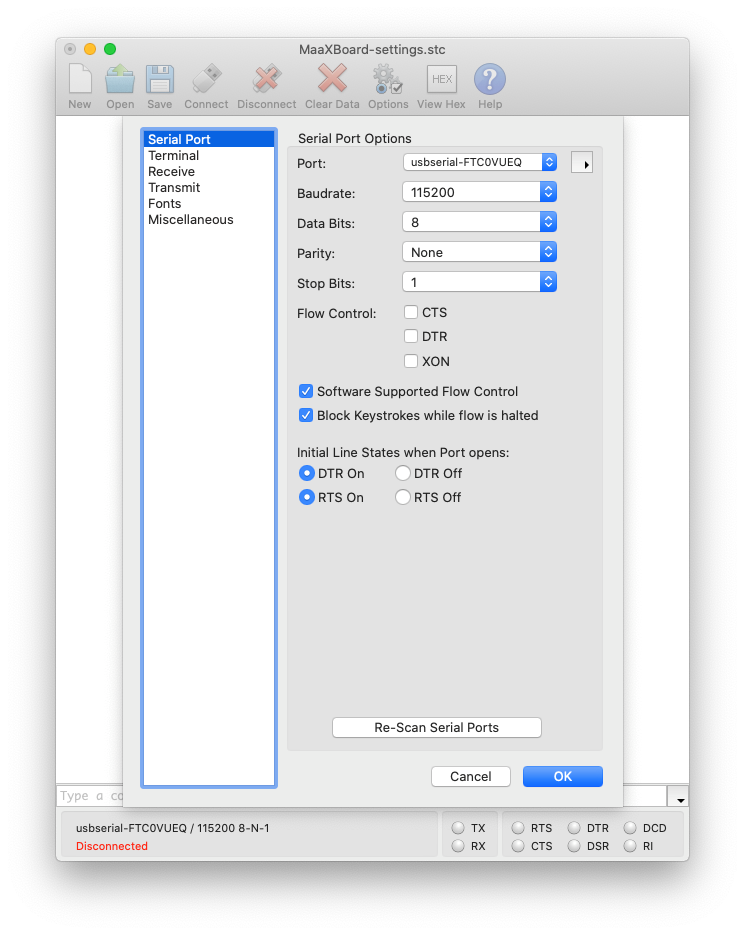 MaaXBoard-settings.stc
New Open Save Connect Disconnect Clear Data Options View Hex Help
HEX
?
Serial Port
Terminal
Receive
Transmit
Fonts
Miscellaneous
Serial Port Options
Port: usbserial-FTC0VUEQ
Baudrate: 115200
Data Bits: 8
Parity: None
Stop Bits: 1
Flow Control: CTS
DTR
XON
Software Supported Flow Control
Block Keystrokes while flow is halted
Initial Line States when Port opens:
DTR On DTR Off
RTS On RTS Off
Re-Scan Serial Ports
Cancel OK
Type a co
usbserial-FTC0VUEQ / 115200 8-N-1
Disconnected
TX RTS DTR DCD
RX CTS DSR RI